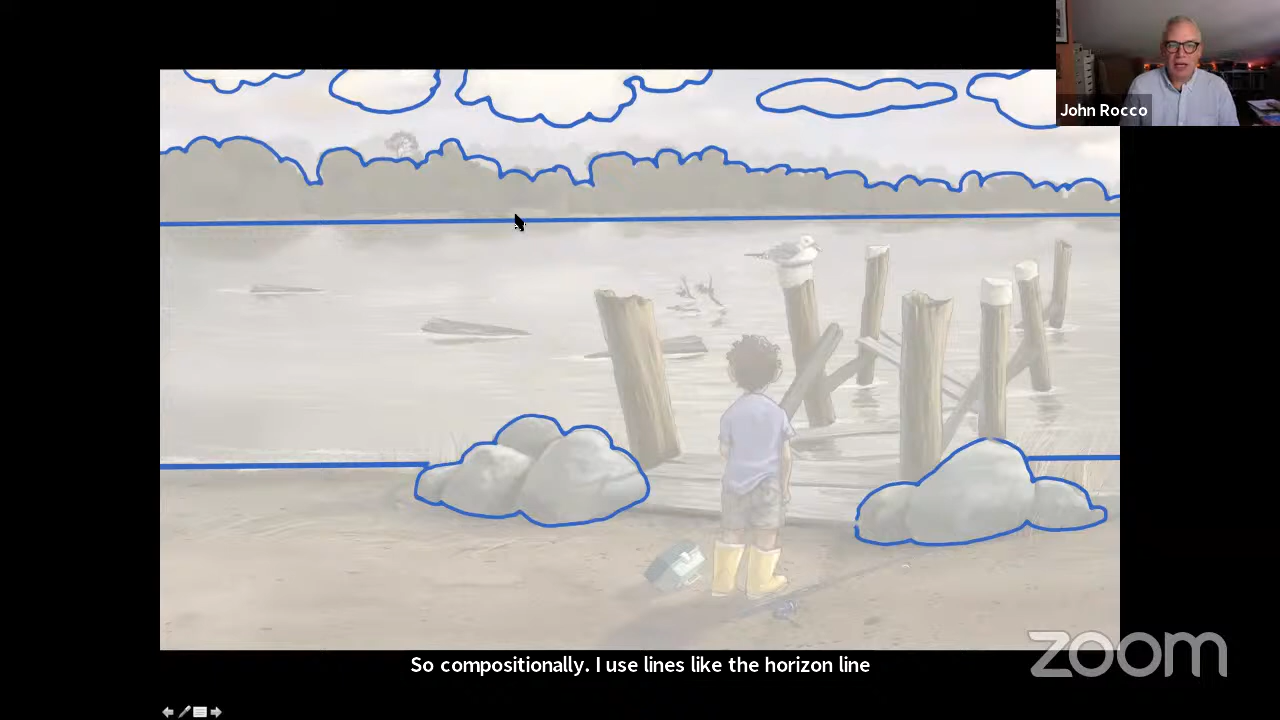 John Rocco
So compositionally. I use lines like the horizon line
zoom